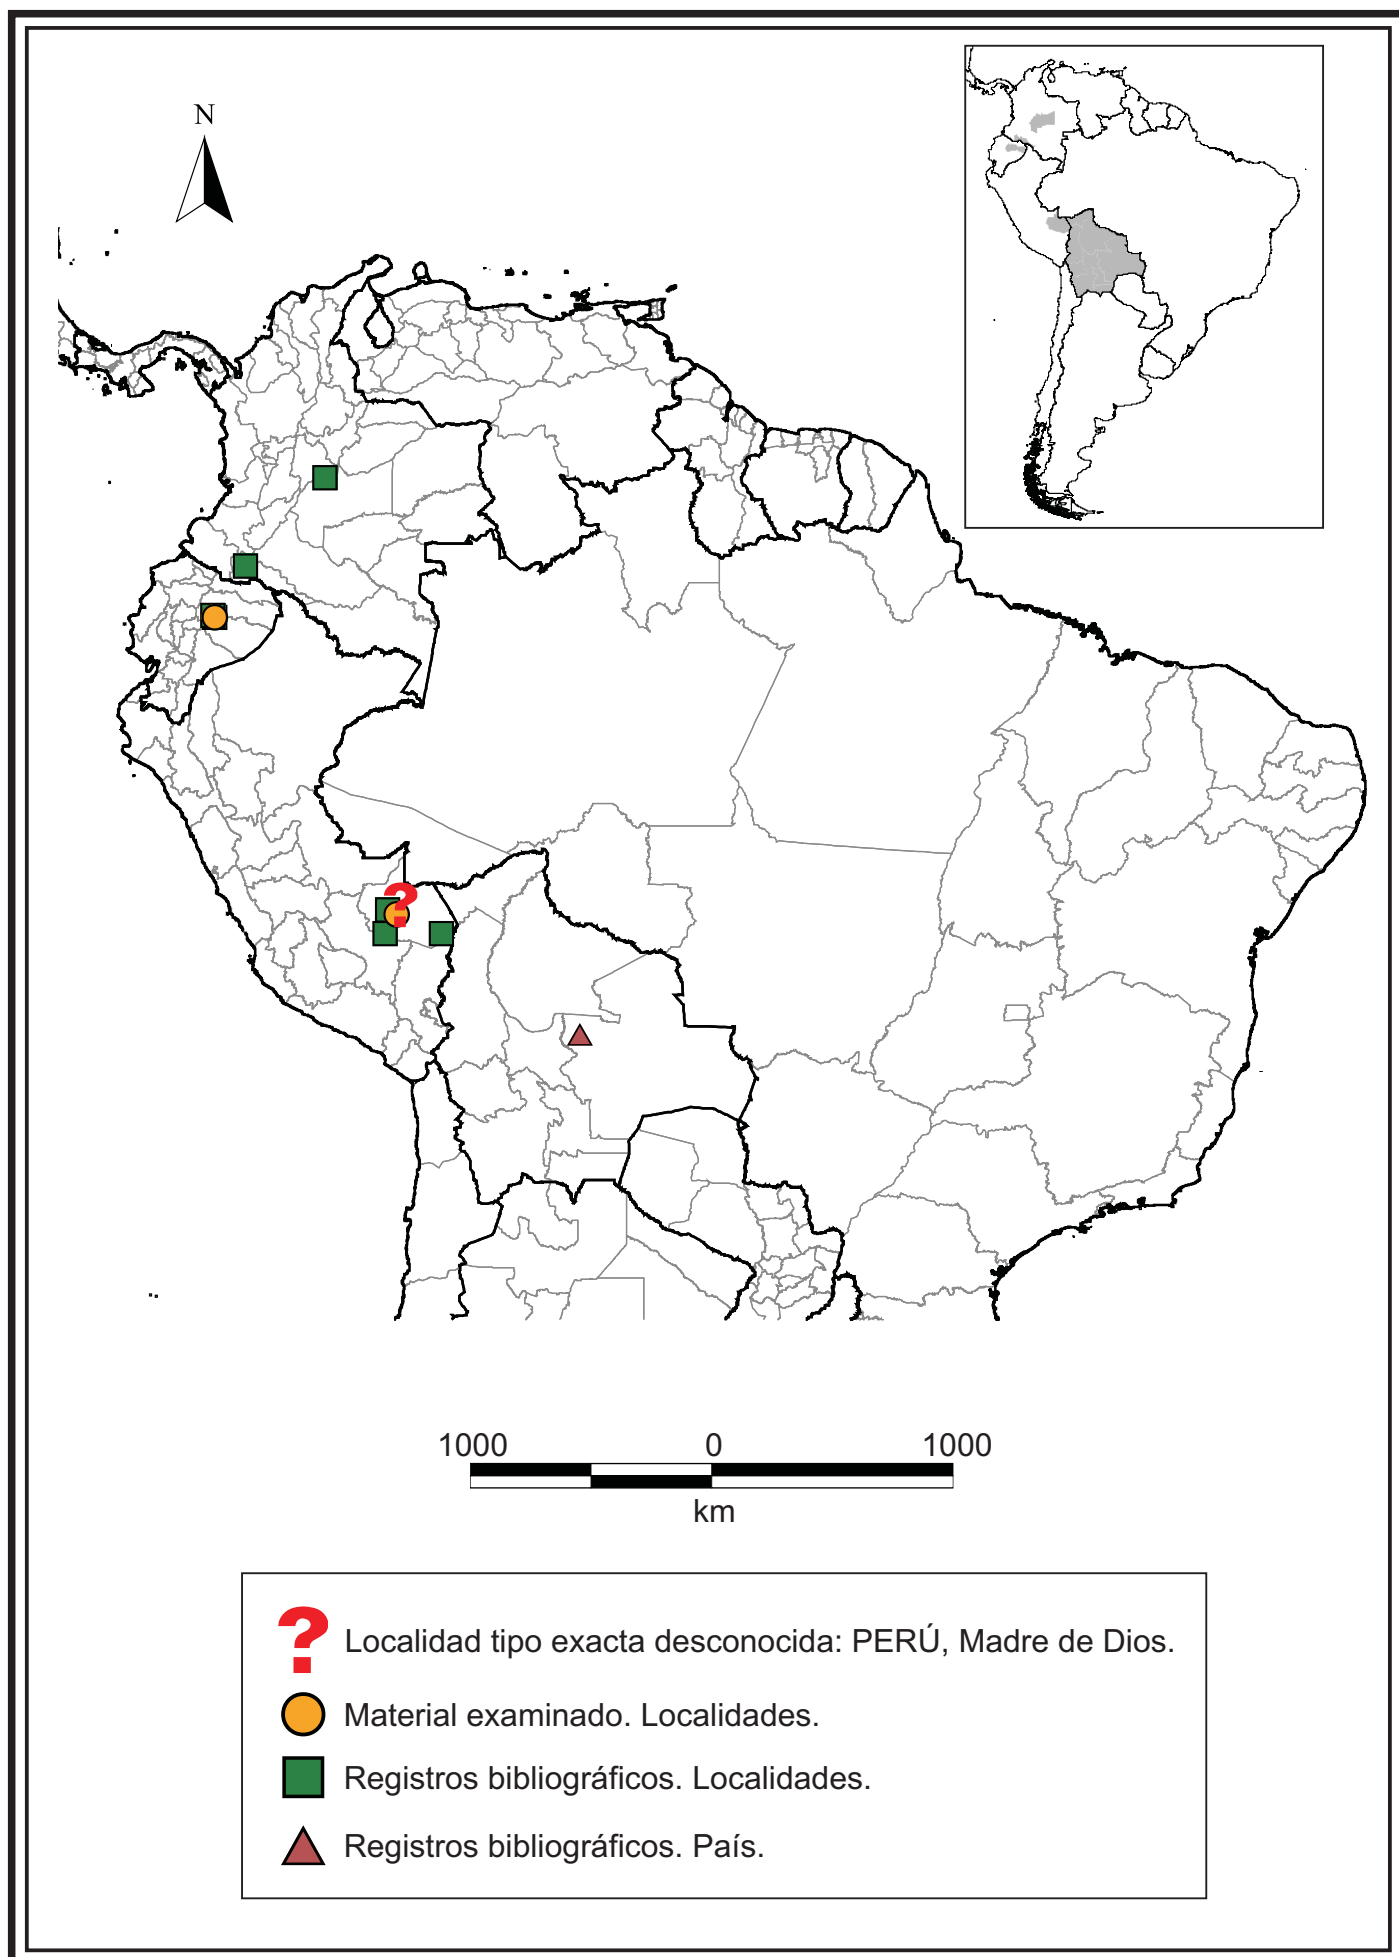 N
1000 0 1000
km
Localidad tipo exacta desconocida: PERÚ, Madre de Dios.
Material examinado. Localidades.
Registros bibliográficos. Localidades.
Registros bibliográficos. País.